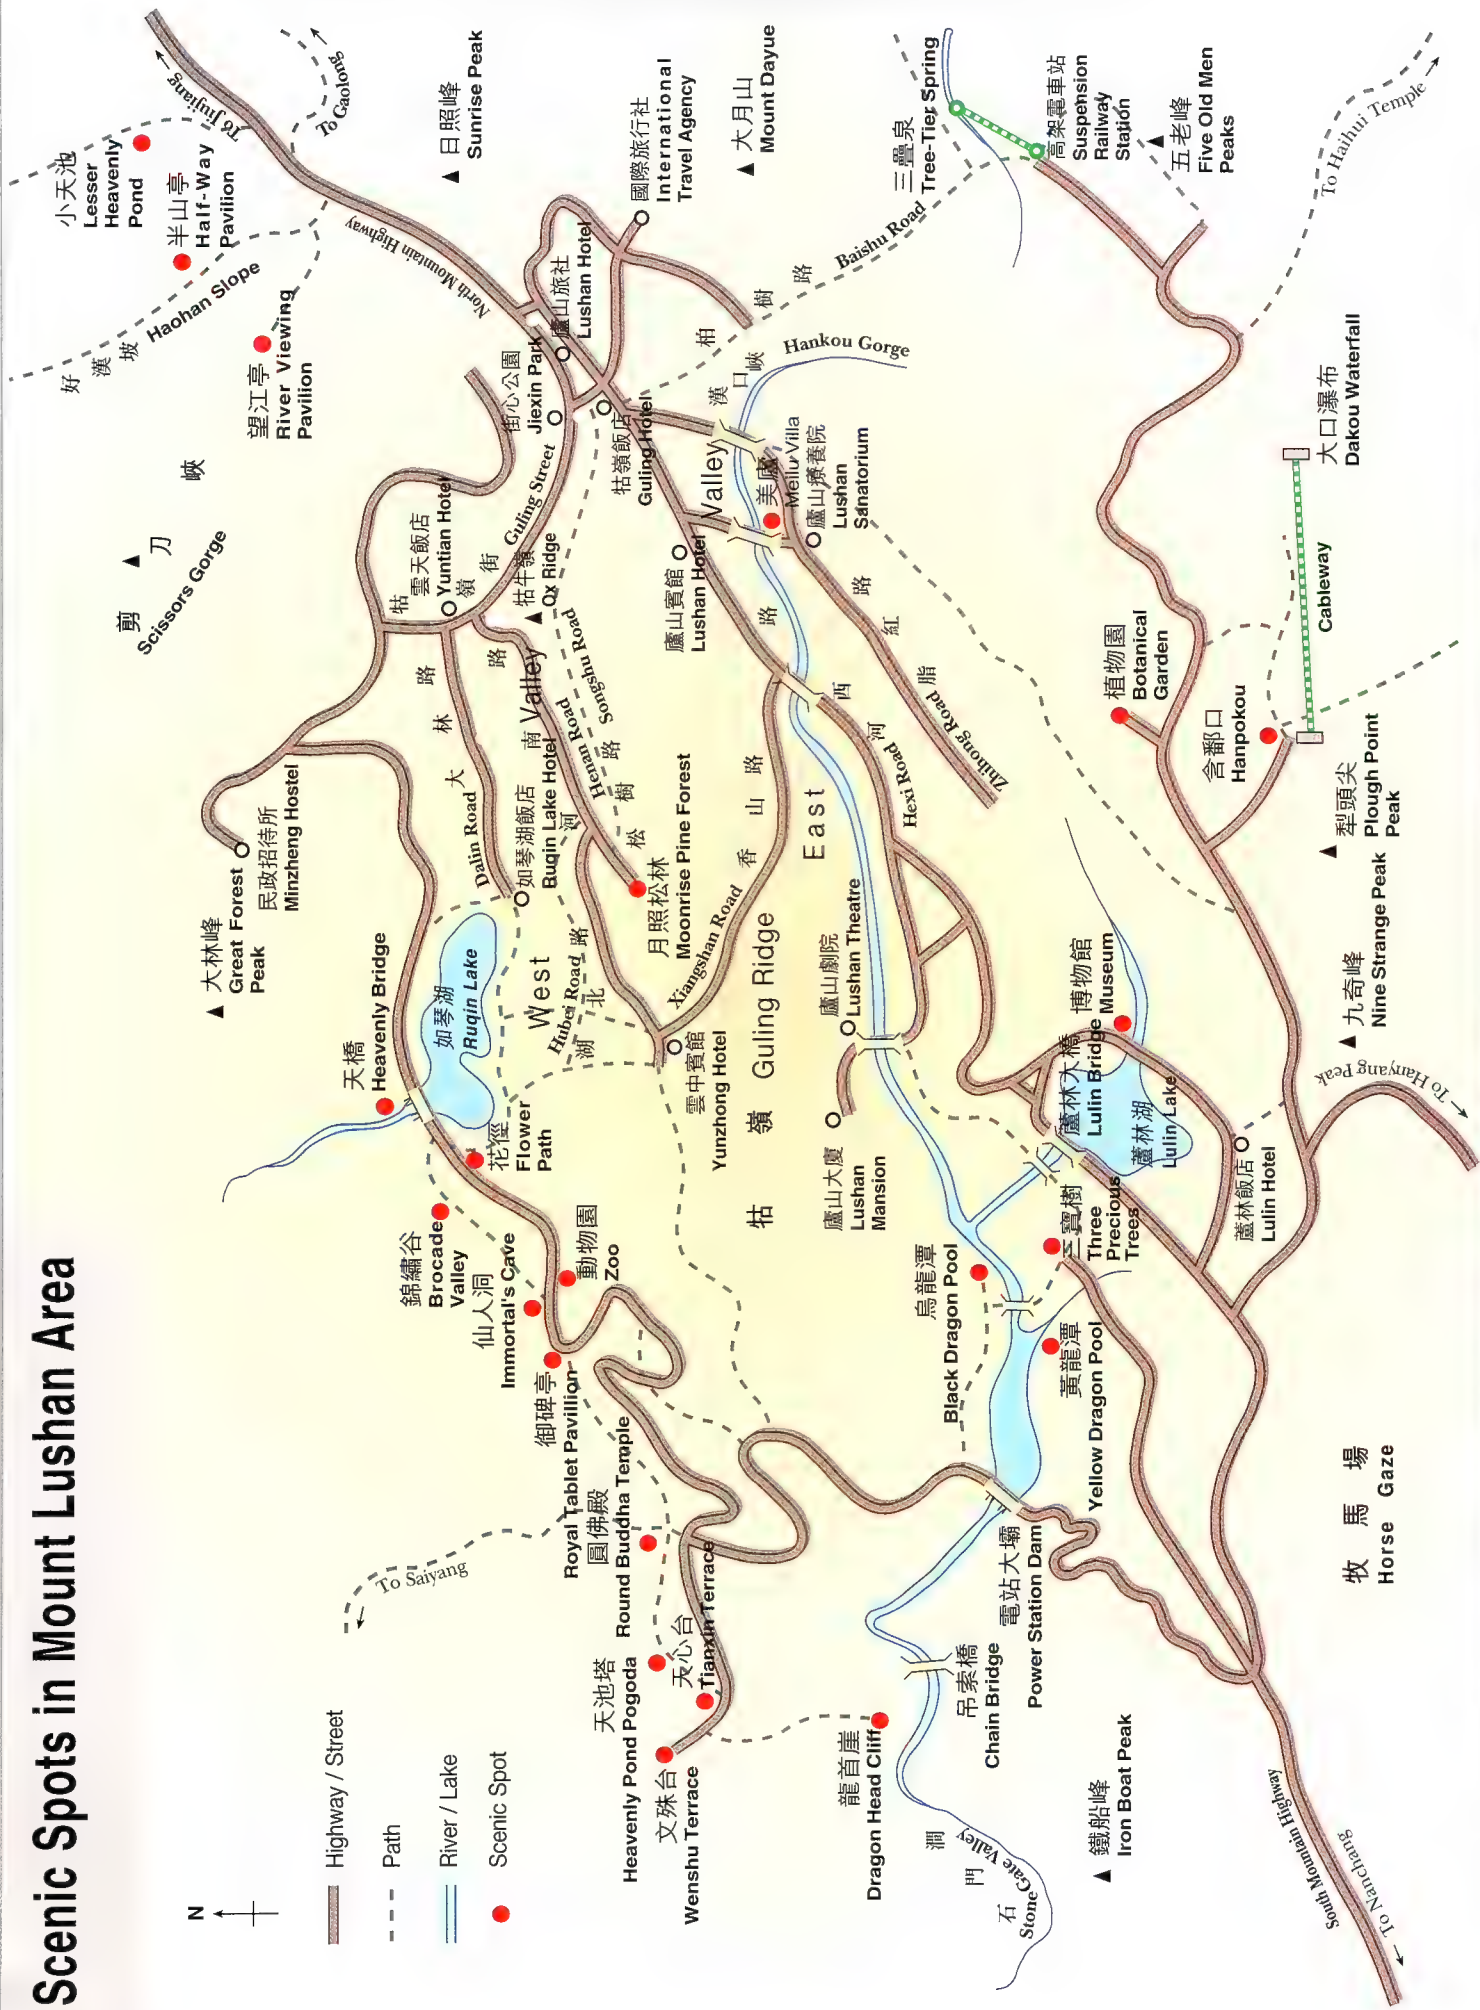 Scenic Spots in Mount Lushan Area
N
Highway / Street
Path
River / Lake
Scenic Spot
小天池
Lesser
Heavenly
Pond
半山亭
Half-Way
Pavilion
好漢坡
Haohan Slope
望江亭
River Viewing
Pavilion
剪刀峽
Scissors Gorge
To Jiujiang
To Gaolong
North Mountain Highway
日照峰
Sunrise Peak
國際旅行社
International
Travel Agency
大月山
Mount Dayue
廬山旅社
Lushan Hotel
街心公園
Jiexin Park
牯嶺飯店
Guling Hotel
牯嶺街
Guling Street
雲天飯店
Yuntian Hotel
牯牛嶺
Ox Ridge
柏樹路
Baishu Road
三疊泉
Tree-Tier Spring
高架電車站
Suspension
Railway
Station
五老峰
Five Old Men
Peaks
To Haihui Temple
漢口峽
Hankou Gorge
美廬
Meilu Villa
廬山療養院
Lushan
Sanatorium
廬山賓館
Lushan Hotel
大口瀑布
Dakou Waterfall
Cableway
植物園
Botanical
Garden
含鄱口
Hanpokou
犁頭尖
Plough Point
Peak
九奇峰
Nine Strange Peak
To Hanyang Peak
大林峰
Great Forest
Peak
民政招待所
Minzheng Hostel
大林路
Dalin Road
如琴湖飯店
Ruqin Lake Hotel
河南路
Henan Road
松樹路
Songshu Road
月照松林
Moonrise Pine Forest
香山路
Xiangshan Road
河西路
Hexi Road
脂紅路
Zhihong Road
East Valley
West Valley
湖北路
Hubei Road
牯嶺
Guling Ridge
天橋
Heavenly Bridge
如琴湖
Ruqin Lake
花徑
Flower
Path
雲中賓館
Yunzhong Hotel
廬山劇院
Lushan Theatre
廬山大廈
Lushan
Mansion
博物館
Museum
蘆林大橋
Lulin Bridge
蘆林湖
Lulin Lake
蘆林飯店
Lulin Hotel
三寶樹
Three
Precious
Trees
烏龍潭
Black Dragon Pool
黃龍潭
Yellow Dragon Pool
錦繡谷
Brocade
Valley
仙人洞
Immortal's Cave
動物園
Zoo
御碑亭
Royal Tablet Pavillion
圓佛殿
Round Buddha Temple
To Saiyang
天池塔
Heavenly Pond Pogoda
天心台
Tianxin Terrace
文殊台
Wenshu Terrace
龍首崖
Dragon Head Cliff
電站大壩
Power Station Dam
吊索橋
Chain Bridge
石門澗
Stone Gate Valley
鐵船峰
Iron Boat Peak
牧馬場
Horse Gaze
South Mountain Highway
To Nanchang